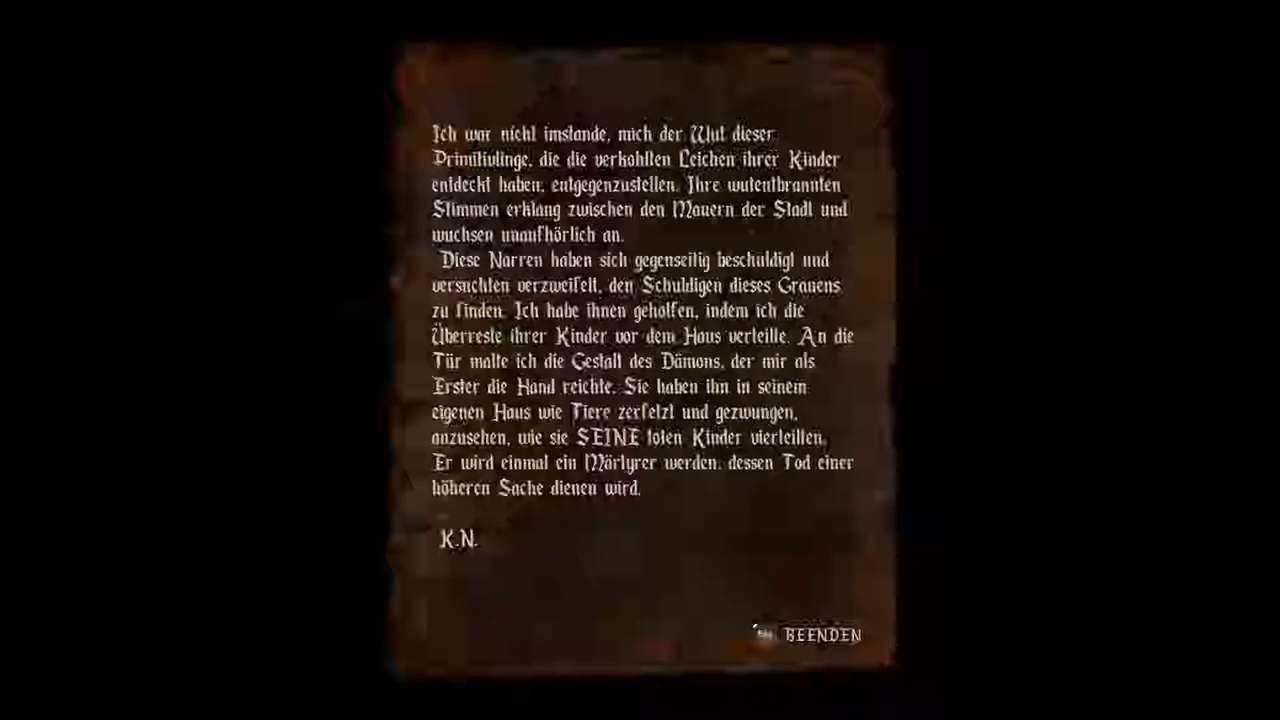 Ich war nicht imstande, mich der Wut dieser
Primitivlinge, die die verkohlten Leichen ihrer Kinder
entdeckt haben, entgegenzustellen. Ihre wutentbrannten
Stimmen erklang zwischen den Mauern der Stadt und
wuchsen unaufhörlich an.
Diese Narren haben sich gegenseitig beschuldigt und
versuchten verzweifelt, den Schuldigen dieses Grauens
zu finden. Ich habe ihnen geholfen, indem ich die
Überreste ihrer Kinder vor dem Haus verteilte. An die
Tür malte ich die Gestalt des Dämons, der mir als
Erster die Hand reichte. Sie haben ihn in seinem
eigenen Haus wie Tiere zerfetzt und gezwungen,
anzusehen, wie sie SEINE toten Kinder vierteilten.
Er wird einmal ein Märtyrer werden, dessen Tod einer
höheren Sache dienen wird.
K.N.
BEENDEN